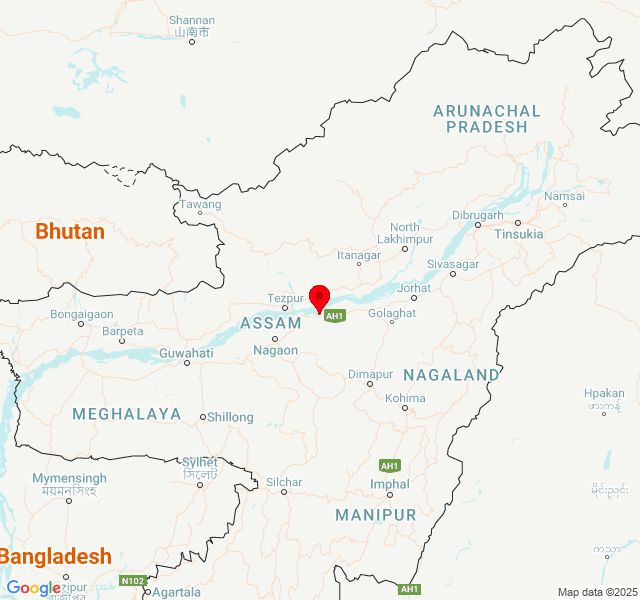 Shannan
山南市
ARUNACHAL
PRADESH
Tawang
Namsai
Bhutan
Dibrugarh
North
Lakhimpur
Tinsukia
Itanagar
Sivasagar
Tezpur
Jorhat
Bongaigaon
ASSAM
AH1
Golaghat
Barpeta
Nagaon
Guwahati
Dimapur
NAGALAND
Hpakan
ဖားကန့်
Kohima
MEGHALAYA
Shillong
Sylhet
সিলেট
AH1
Mymensingh
ময়মনসিংহ
Silchar
Imphal
MANIPUR
Bangladesh
N102
Google
Agartala
AH1
Map data ©2025